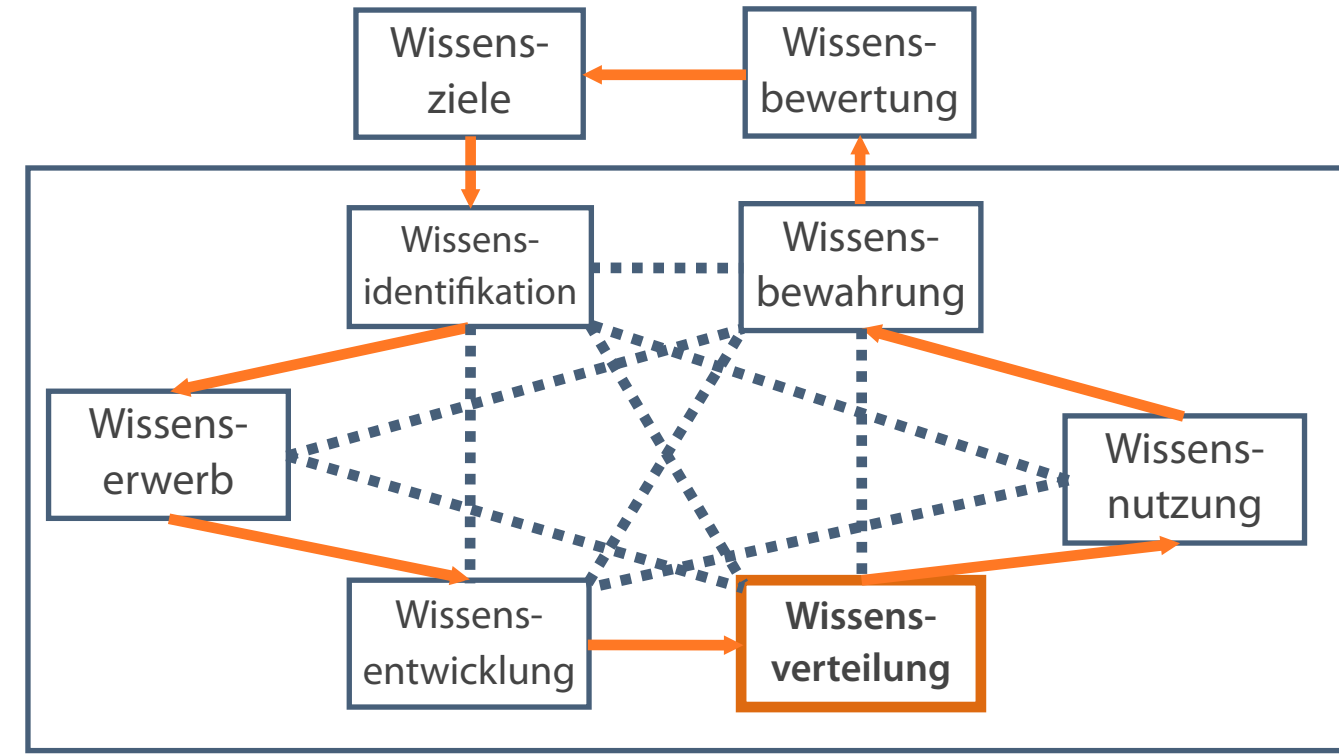 Wissens-
ziele
Wissens-
bewertung
Wissens-
identifikation
Wissens-
bewahrung
Wissens-
erwerb
Wissens-
nutzung
Wissens-
entwicklung
Wissens-
verteilung